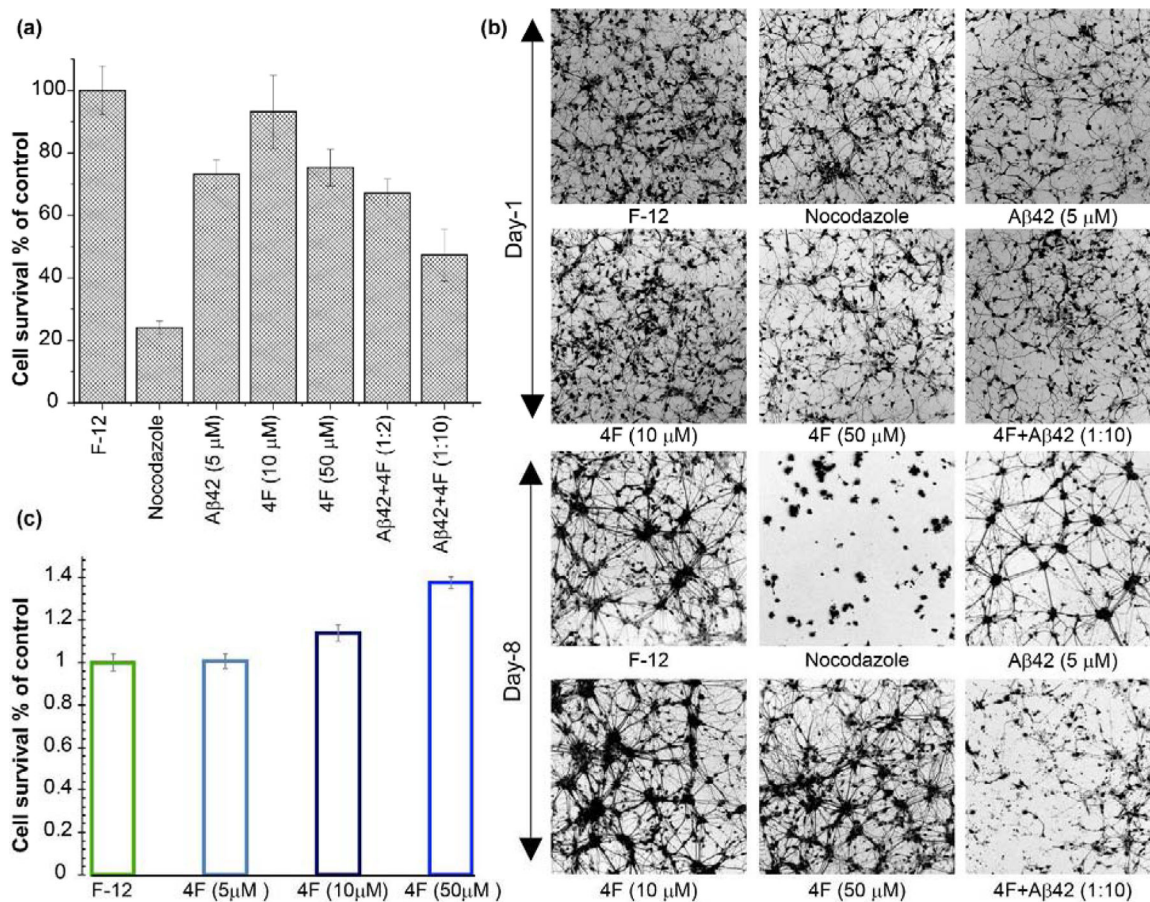 (a)
Cell survival % of control
100
80
60
40
20
0
F-12
Nocodazole
Aβ42 (5 μM)
4F (10 μM)
4F (50 μM)
Aβ42+4F (1:2)
Aβ42+4F (1:10)
(b)
Day-1
F-12 Nocodazole Aβ42 (5 μM)
4F (10 μM) 4F (50 μM) 4F+Aβ42 (1:10)
Day-8
F-12 Nocodazole Aβ42 (5 μM)
4F (10 μM) 4F (50 μM) 4F+Aβ42 (1:10)
(c)
Cell survival % of control
1.4
1.2
1
0.8
0.6
0.4
0.2
0
F-12 4F (5μM ) 4F (10μM) 4F (50μM )